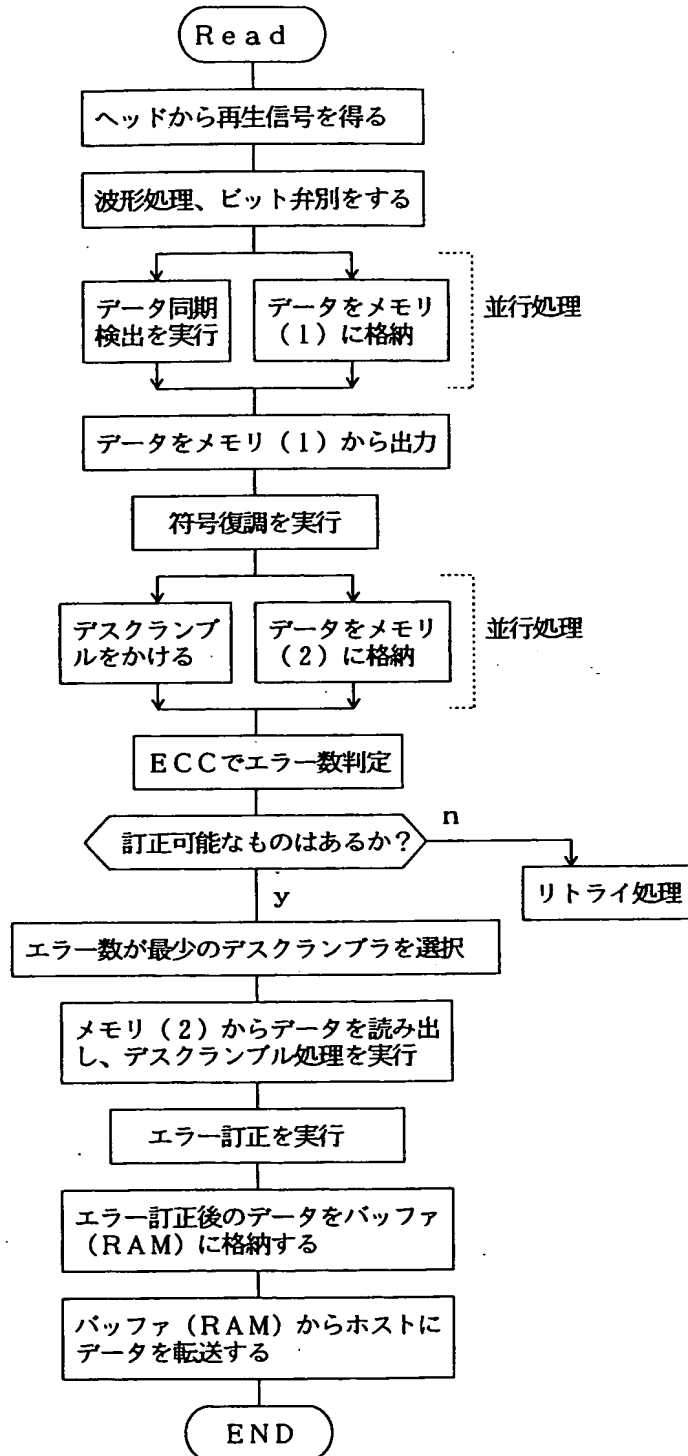 Read
ヘッドから再生信号を得る
波形処理、ビット弁別をする
データ同期
検出を実行
データをメモリ
(1)に格納
並行処理
データをメモリ(1)から出力
符号復調を実行
デスクランブ
ルをかける
データをメモリ
(2)に格納
並行処理
ECCでエラー数判定
訂正可能なものはあるか?
n
リトライ処理
y
エラー数が最少のデスクランブラを選択
メモリ(2)からデータを読み出
し、デスクランブル処理を実行
エラー訂正を実行
エラー訂正後のデータをバッファ
(RAM)に格納する
バッファ(RAM)からホストに
データを転送する
END